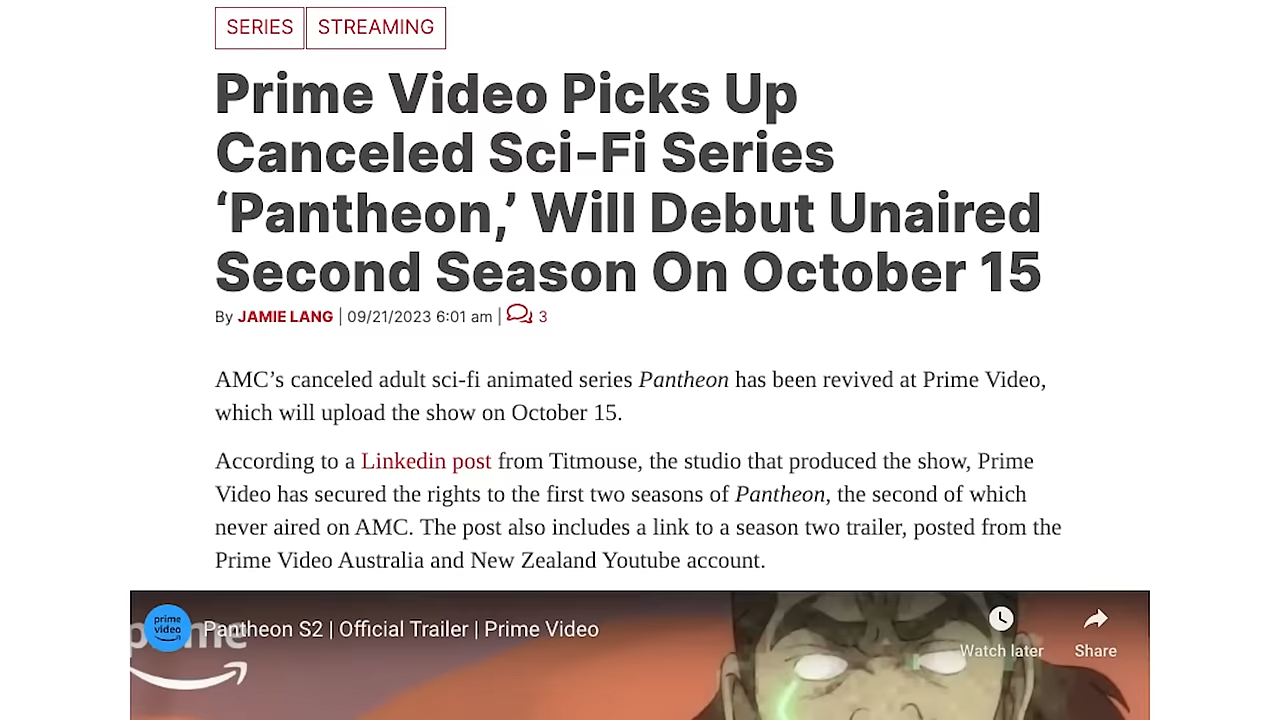 SERIES STREAMING
Prime Video Picks Up
Canceled Sci-Fi Series
‘Pantheon,’ Will Debut Unaired
Second Season On October 15
By JAMIE LANG | 09/21/2023 6:01 am | 3
AMC’s canceled adult sci-fi animated series Pantheon has been revived at Prime Video,
which will upload the show on October 15.
According to a Linkedin post from Titmouse, the studio that produced the show, Prime
Video has secured the rights to the first two seasons of Pantheon, the second of which
never aired on AMC. The post also includes a link to a season two trailer, posted from the
Prime Video Australia and New Zealand Youtube account.
prime
video
prime
Pantheon S2 | Official Trailer | Prime Video
Watch later
Share